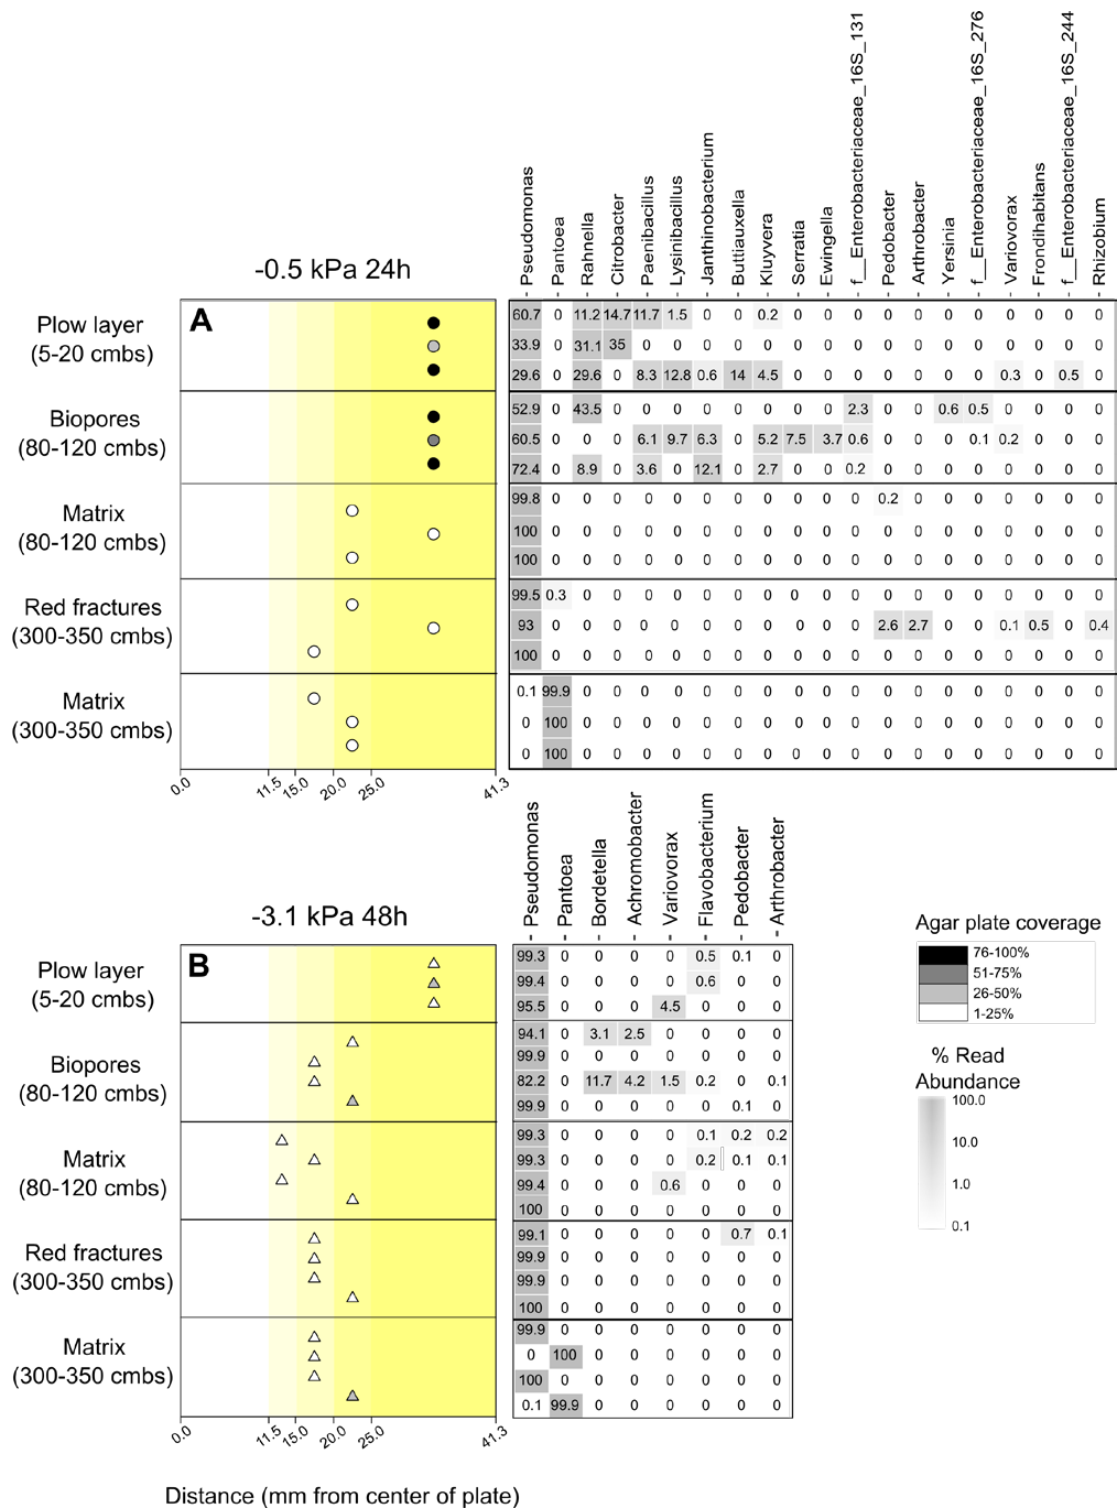 -0.5 kPa 24h
- Pseudomonas
- Pantoea
- Rahnella
- Citrobacter
- Paenibacillus
- Lysinibacillus
- Janthinobacterium
- Buttiauxella
- Kluyvera
- Serratia
- Ewingella
- f__Enterobacteriaceae_16S_131
- Pedobacter
- Arthrobacter
- Yersinia
- f__Enterobacteriaceae_16S_276
- Variovorax
- Frondihabitans
- f__Enterobacteriaceae_16S_244
- Rhizobium
A
Plow layer
(5-20 cmbs)
60.7 0 11.2 14.7 11.7 1.5 0 0 0.2 0 0 0 0 0 0 0 0 0 0 0
33.9 0 31.1 35 0 0 0 0 0 0 0 0 0 0 0 0 0 0 0 0
29.6 0 29.6 0 8.3 12.8 0.6 14 4.5 0 0 0 0 0 0 0 0.3 0 0.5 0
Biopores
(80-120 cmbs)
52.9 0 43.5 0 0 0 0 0 0 0 0 2.3 0 0 0.6 0.5 0 0 0 0
60.5 0 0 0 6.1 9.7 6.3 0 5.2 7.5 3.7 0.6 0 0 0 0.1 0.2 0 0 0
72.4 0 8.9 0 3.6 0 12.1 0 2.7 0 0 0.2 0 0 0 0 0 0 0 0
Matrix
(80-120 cmbs)
99.8 0 0 0 0 0 0 0 0 0 0 0 0.2 0 0 0 0 0 0 0
100 0 0 0 0 0 0 0 0 0 0 0 0 0 0 0 0 0 0 0
100 0 0 0 0 0 0 0 0 0 0 0 0 0 0 0 0 0 0 0
Red fractures
(300-350 cmbs)
99.5 0.3 0 0 0 0 0 0 0 0 0 0 0 0 0 0 0 0 0 0
93 0 0 0 0 0 0 0 0 0 0 0 2.6 2.7 0 0 0.1 0.5 0 0.4
100 0 0 0 0 0 0 0 0 0 0 0 0 0 0 0 0 0 0 0
Matrix
(300-350 cmbs)
0.1 99.9 0 0 0 0 0 0 0 0 0 0 0 0 0 0 0 0 0 0
0 100 0 0 0 0 0 0 0 0 0 0 0 0 0 0 0 0 0 0
0 100 0 0 0 0 0 0 0 0 0 0 0 0 0 0 0 0 0 0
0.0 11.5 15.0 20.0 25.0 41.3
-3.1 kPa 48h
- Pseudomonas
- Pantoea
- Bordetella
- Achromobacter
- Variovorax
- Flavobacterium
- Pedobacter
- Arthrobacter
B
Plow layer
(5-20 cmbs)
99.3 0 0 0 0 0.5 0.1 0
99.4 0 0 0 0 0.6 0 0
95.5 0 0 0 4.5 0 0 0
Biopores
(80-120 cmbs)
94.1 0 3.1 2.5 0 0 0 0
99.9 0 0 0 0 0 0 0
82.2 0 11.7 4.2 1.5 0.2 0 0.1
99.9 0 0 0 0 0 0.1 0
Matrix
(80-120 cmbs)
99.3 0 0 0 0 0.1 0.2 0.2
99.3 0 0 0 0 0.2 0.1 0.1
99.4 0 0 0 0.6 0 0 0
100 0 0 0 0 0 0 0
Red fractures
(300-350 cmbs)
99.1 0 0 0 0 0 0.7 0.1
99.9 0 0 0 0 0 0 0
99.9 0 0 0 0 0 0 0
100 0 0 0 0 0 0 0
Matrix
(300-350 cmbs)
99.9 0 0 0 0 0 0 0
0 100 0 0 0 0 0 0
100 0 0 0 0 0 0 0
0.1 99.9 0 0 0 0 0 0
0.0 11.5 15.0 20.0 25.0 41.3
Distance (mm from center of plate)
Agar plate coverage
76-100%
51-75%
26-50%
1-25%
% Read
Abundance
100.0
10.0
1.0
0.1